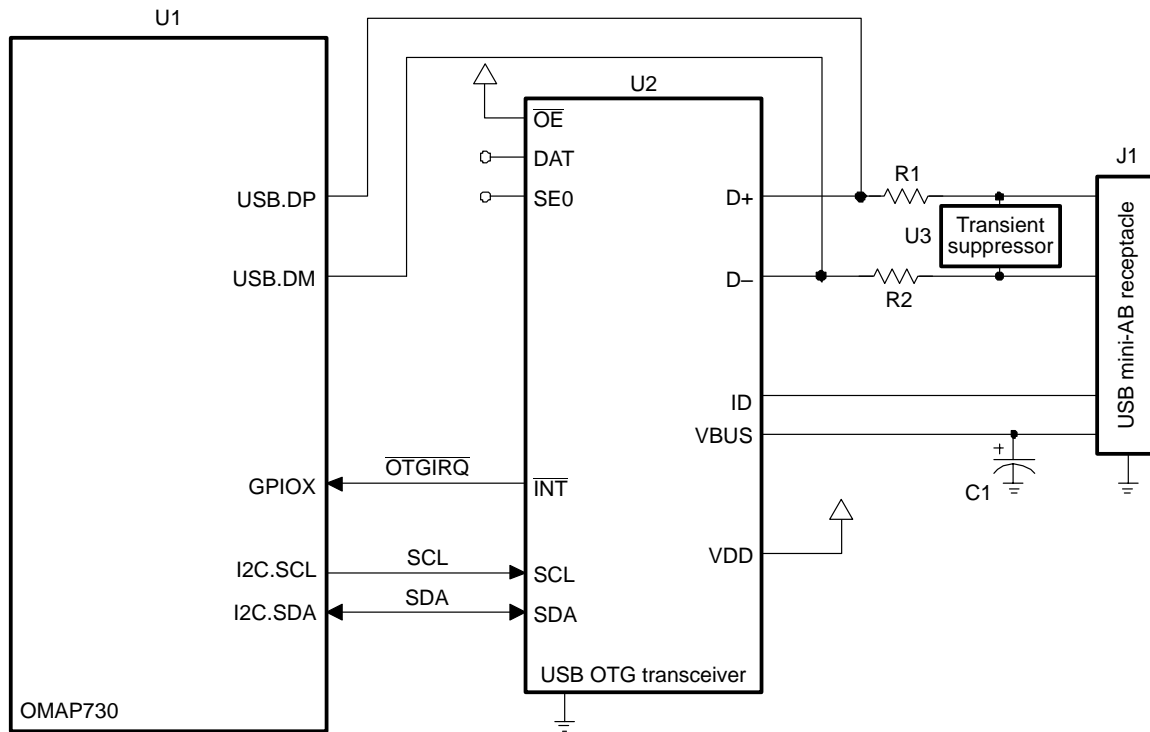 U1
U2
OE
DAT
SE0
J1
USB.DP
D+
R1
U3
Transient
suppressor
USB.DM
D–
R2
USB mini-AB receptacle
ID
VBUS
OTGIRQ
GPIOX
INT
+
C1
VDD
I2C.SCL
SCL
SCL
I2C.SDA
SDA
SDA
USB OTG transceiver
OMAP730